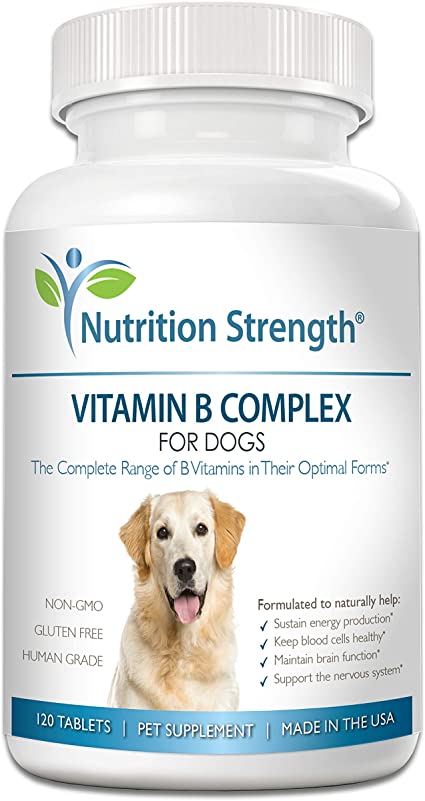 Nutrition Strength®
VITAMIN B COMPLEX
FOR DOGS
The Complete Range of B Vitamins in Their Optimal Forms*
NON-GMO
GLUTEN FREE
HUMAN GRADE
Formulated to naturally help:
✓ Sustain energy production*
✓ Keep blood cells healthy*
✓ Maintain brain function*
✓ Support the nervous system*
120 TABLETS | PET SUPPLEMENT | MADE IN THE USA